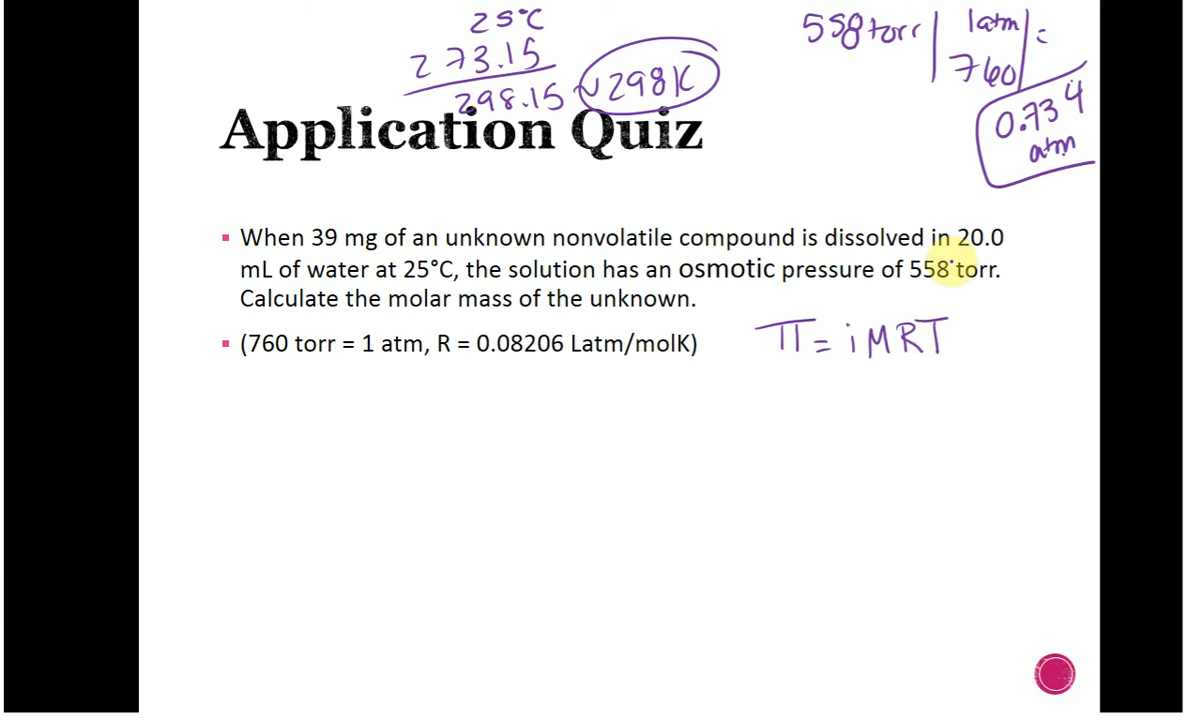 25°C
273.15
298.15 ~ 298K
558 torr | 1atm | =
760
0.734
atm
Application Quiz
▪ When 39 mg of an unknown nonvolatile compound is dissolved in 20.0
mL of water at 25°C, the solution has an osmotic pressure of 558 torr.
Calculate the molar mass of the unknown.
▪ (760 torr = 1 atm, R = 0.08206 Latm/molK)
π = iMRT